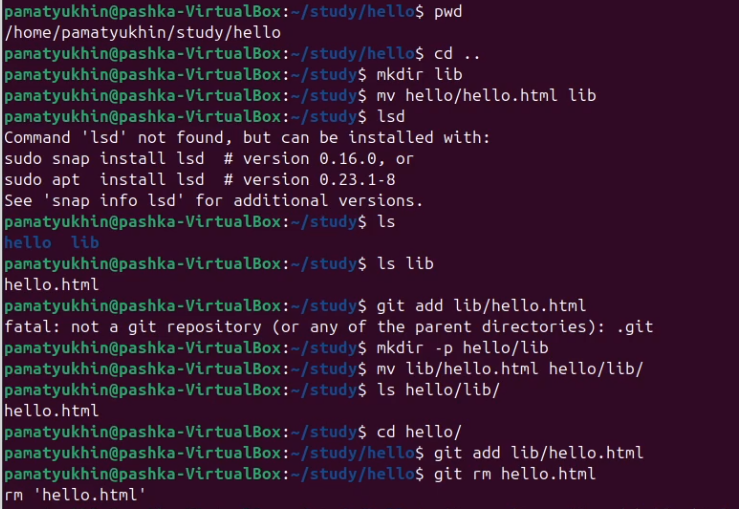 pamatyukhin@pashka-VirtualBox:~/study/hello$ pwd
/home/pamatyukhin/study/hello
pamatyukhin@pashka-VirtualBox:~/study/hello$ cd ..
pamatyukhin@pashka-VirtualBox:~/study$ mkdir lib
pamatyukhin@pashka-VirtualBox:~/study$ mv hello/hello.html lib
pamatyukhin@pashka-VirtualBox:~/study$ lsd
Command 'lsd' not found, but can be installed with:
sudo snap install lsd  # version 0.16.0, or
sudo apt  install lsd  # version 0.23.1-8
See 'snap info lsd' for additional versions.
pamatyukhin@pashka-VirtualBox:~/study$ ls
hello  lib
pamatyukhin@pashka-VirtualBox:~/study$ ls lib
hello.html
pamatyukhin@pashka-VirtualBox:~/study$ git add lib/hello.html
fatal: not a git repository (or any of the parent directories): .git
pamatyukhin@pashka-VirtualBox:~/study$ mkdir -p hello/lib
pamatyukhin@pashka-VirtualBox:~/study$ mv lib/hello.html hello/lib/
pamatyukhin@pashka-VirtualBox:~/study$ ls hello/lib/
hello.html
pamatyukhin@pashka-VirtualBox:~/study$ cd hello/
pamatyukhin@pashka-VirtualBox:~/study/hello$ git add lib/hello.html
pamatyukhin@pashka-VirtualBox:~/study/hello$ git rm hello.html
rm 'hello.html'